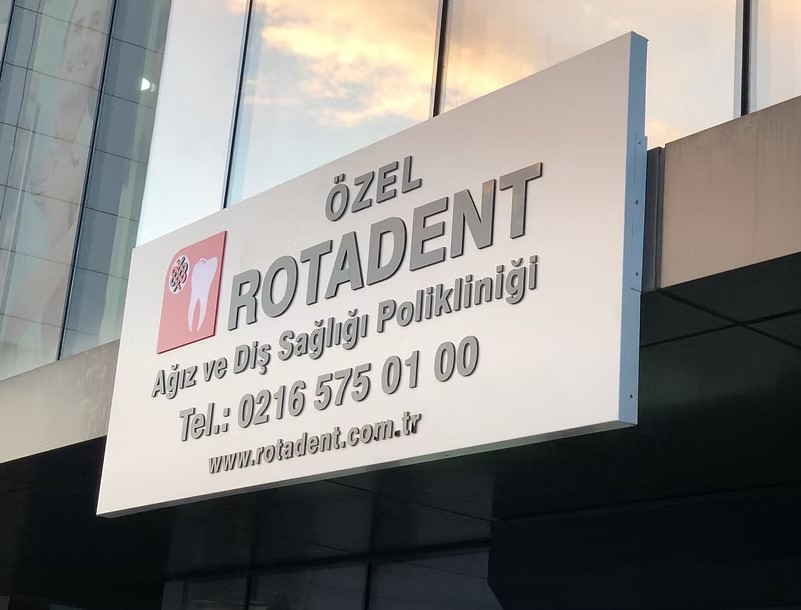 ÖZEL
ROTADENT
Ağız ve Diş Sağlığı Polikliniği
Tel.: 0216 575 01 00
www.rotadent.com.tr